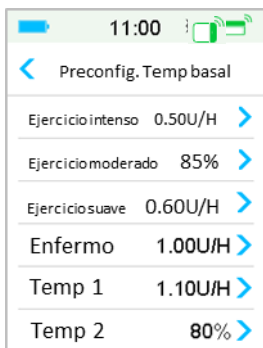 11:00
Preconfig. Temp basal
Ejercicio intenso 0.50U/H
Ejercicio moderado 85%
Ejercicio suave 0.60U/H
Enfermo 1.00U/H
Temp 1 1.10U/H
Temp 2 80%